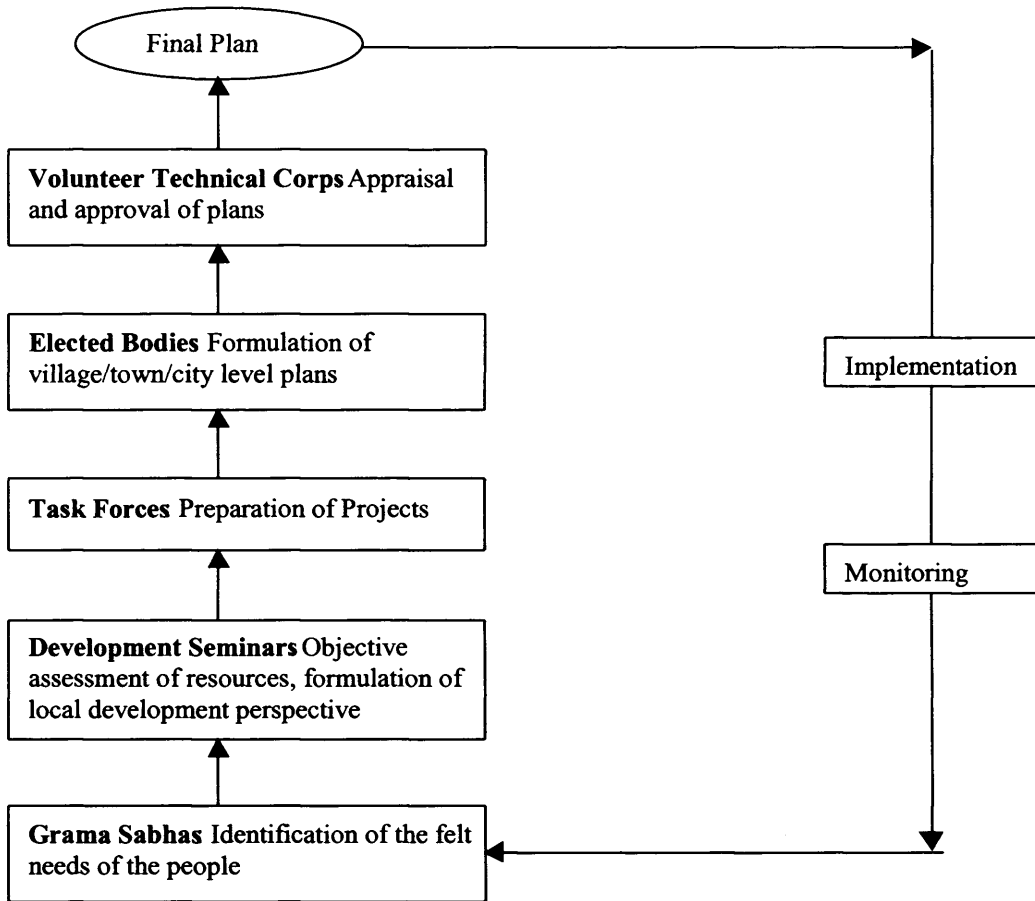 Final Plan
Volunteer Technical Corps Appraisal
and approval of plans
Elected Bodies Formulation of
village/town/city level plans
Implementation
Task Forces Preparation of Projects
Monitoring
Development Seminars Objective
assessment of resources, formulation of
local development perspective
Grama Sabhas Identification of the felt
needs of the people